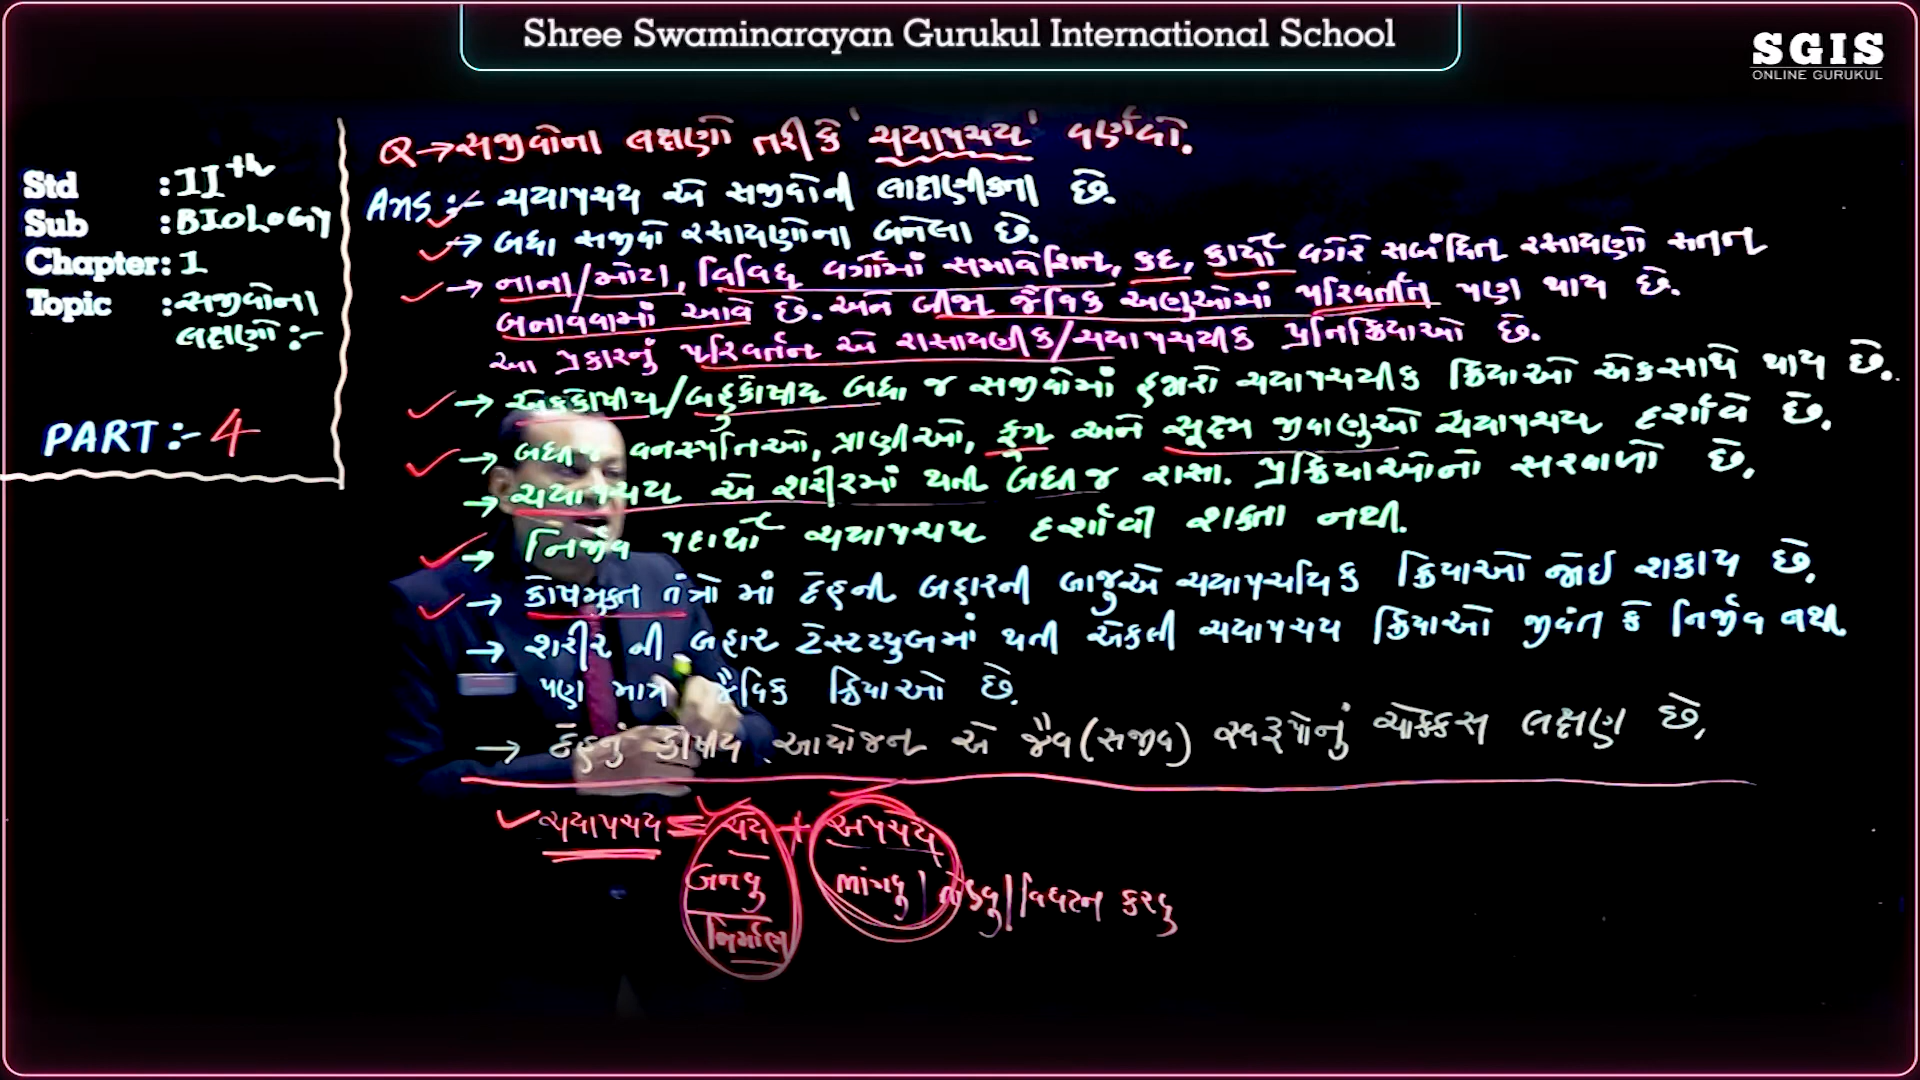 Shree Swaminarayan Gurukul International School
SGIS
ONLINE GURUKUL
Std : 11th
Sub : BIOLOGY
Chapter: 1
Topic : સજીવોના
લક્ષણો :-
PART :- 4
Q → સજીવોના લક્ષણો તરીકે 'ચયાપચય' વર્ણવો.
Ans :- ચયાપચય એ સજીવોની લાક્ષણીકતા છે.
→ બધા સજીવો રસાયણોના બનેલા છે.
→ નાના/મોટા, વિવિધ વર્ગોમાં સમાવેશિત, કદ, કાર્યો વગેરે સબંધિત રસાયણો સતત
બનાવવામાં આવે છે. અને બીજા જૈવિક અણુઓમાં પરિવર્તીત પણ થાય છે.
આ પ્રકારનું પરિવર્તન એ રાસાયણીક/ચયાપચયીક પ્રતિક્રિયાઓ છે.
→ એકકોષીય/બહુકોષીય બધા જ સજીવોમાં હજારો ચયાપચયીક ક્રિયાઓ એકસાથે થાય છે.
→ બધા જ વનસ્પતિઓ, પ્રાણીઓ, ફૂગ અને સૂક્ષ્મ જીવાણુઓ ચયાપચય દર્શાવે છે.
→ ચયાપચય એ શરીરમાં થતી બધી જ રાસા. પ્રક્રિયાઓનો સરવાળો છે.
→ નિર્જીવ પદાર્થો ચયાપચય દર્શાવી શકતા નથી.
→ કોષમુક્ત તંત્રો માં દેહની બહારની બાજુએ ચયાપચયિક ક્રિયાઓ જોઈ શકાય છે.
→ શરીર ની બહાર ટેસ્ટટ્યુબમાં થતી એકલી ચયાપચય ક્રિયાઓ જીવંત કે નિર્જીવ નથી.
પણ માત્ર જૈવિક ક્રિયાઓ છે.
→ દેહનું કોષીય આયોજન એ જૈવ(સજીવ) સ્વરૂપોનું ચોક્કસ લક્ષણ છે.
ચયાપચય = ચય + અપચય
બનવુ ભાંગવુ | તોડવુ | વિઘટન કરવુ
નિર્માણ